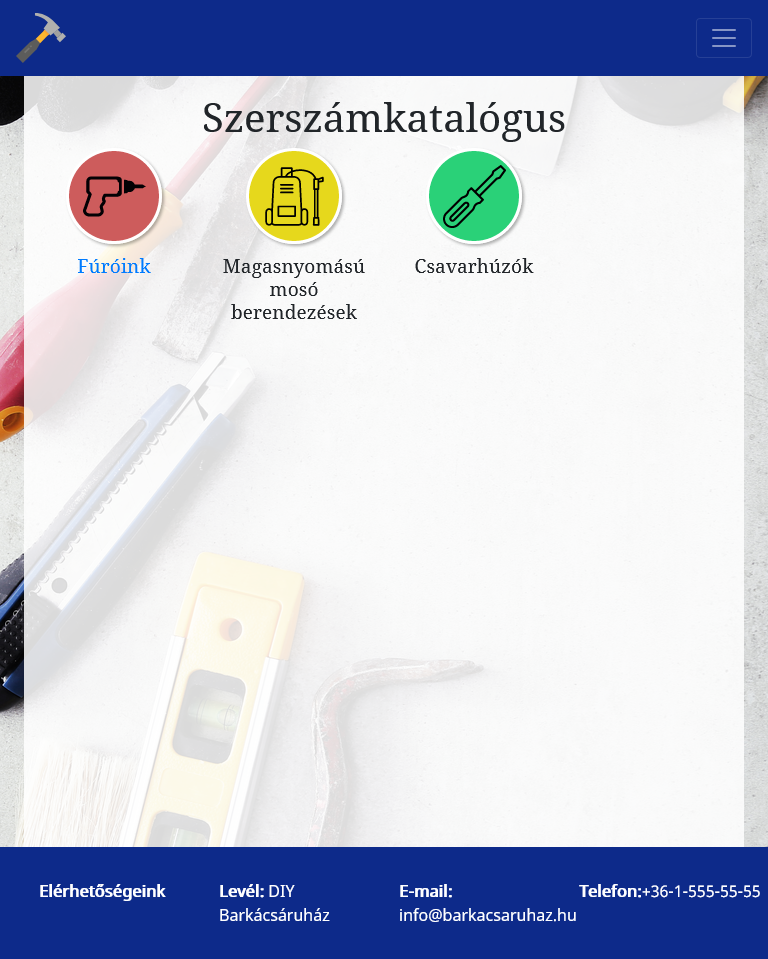 Szerszámkatalógus
Fúróink
Magasnyomású
mosó
berendezések
Csavarhúzók
Elérhetőségeink
Levél: DIY
Barkácsáruház
E-mail:
info@barkacsaruhaz.hu
Telefon:+36-1-555-55-55